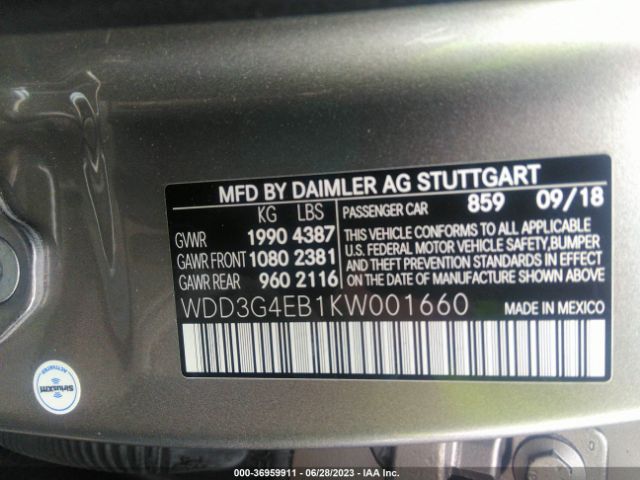 MFD BY DAIMLER AG STUTTGART
KG LBS
GVWR 1990 4387
GAWR FRONT 1080 2381
GAWR REAR 960 2116
PASSENGER CAR 859 09/18
THIS VEHICLE CONFORMS TO ALL APPLICABLE
U.S. FEDERAL MOTOR VEHICLE SAFETY,BUMPER
AND THEFT PREVENTION STANDARDS IN EFFECT
ON THE DATE OF MANUFACTURE SHOWN ABOVE.
WDD3G4EB1KW001660
MADE IN MEXICO
ACTIVATED
SiriusXM
000-36959911 - 06/28/2023 - IAA Inc.